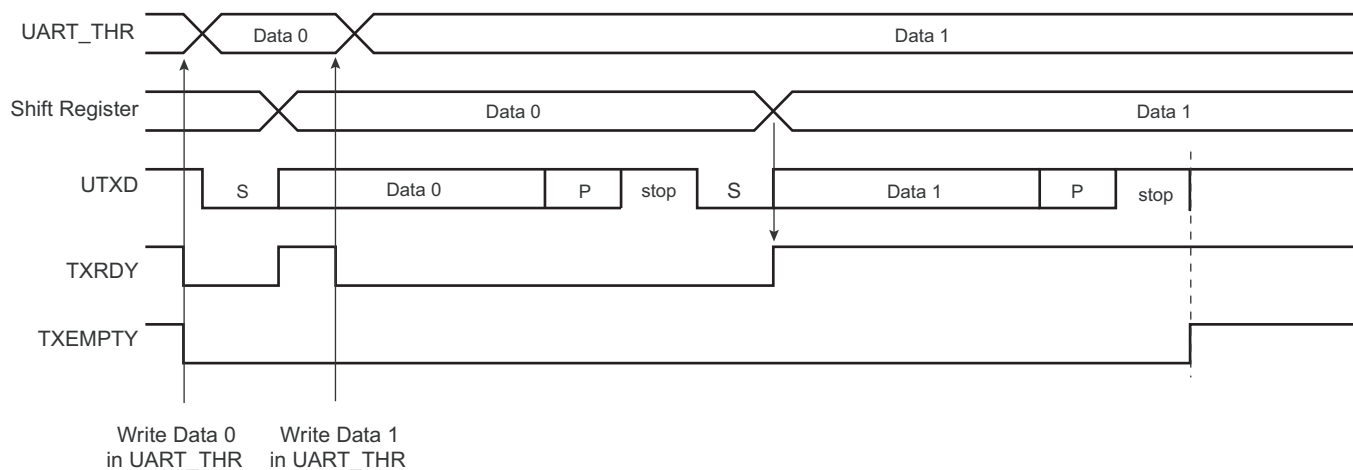 UART_THR
Data 0
Data 1
Shift Register
Data 0
Data 1
UTXD
S
Data 0
P
stop
S
Data 1
P
stop
TXRDY
TXEMPTY
Write Data 0
in UART_THR
Write Data 1
in UART_THR